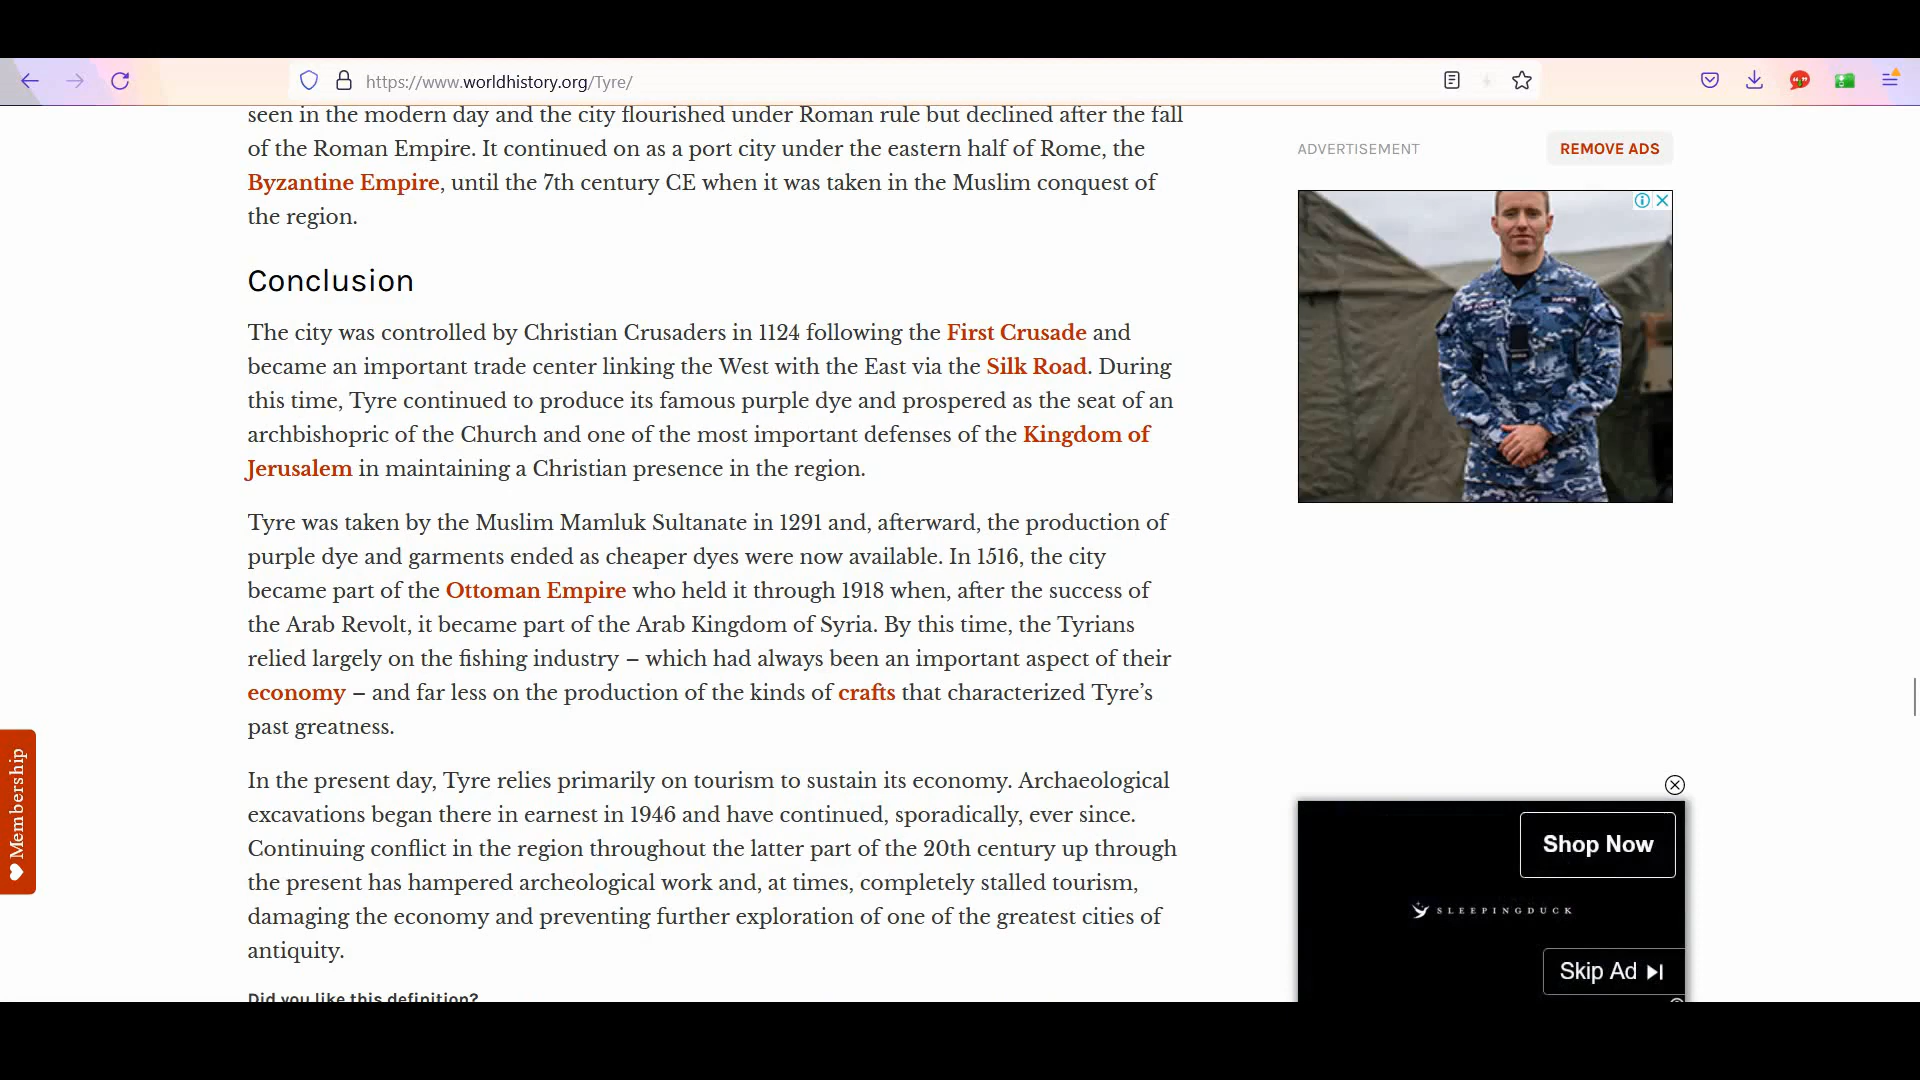 https://www.worldhistory.org/Tyre/
seen in the modern day and the city flourished under Roman rule but declined after the fall
of the Roman Empire. It continued on as a port city under the eastern half of Rome, the
Byzantine Empire, until the 7th century CE when it was taken in the Muslim conquest of
the region.
Conclusion
The city was controlled by Christian Crusaders in 1124 following the First Crusade and
became an important trade center linking the West with the East via the Silk Road. During
this time, Tyre continued to produce its famous purple dye and prospered as the seat of an
archbishopric of the Church and one of the most important defenses of the Kingdom of
Jerusalem in maintaining a Christian presence in the region.
Tyre was taken by the Muslim Mamluk Sultanate in 1291 and, afterward, the production of
purple dye and garments ended as cheaper dyes were now available. In 1516, the city
became part of the Ottoman Empire who held it through 1918 when, after the success of
the Arab Revolt, it became part of the Arab Kingdom of Syria. By this time, the Tyrians
relied largely on the fishing industry – which had always been an important aspect of their
economy – and far less on the production of the kinds of crafts that characterized Tyre’s
past greatness.
In the present day, Tyre relies primarily on tourism to sustain its economy. Archaeological
excavations began there in earnest in 1946 and have continued, sporadically, ever since.
Continuing conflict in the region throughout the latter part of the 20th century up through
the present has hampered archeological work and, at times, completely stalled tourism,
damaging the economy and preventing further exploration of one of the greatest cities of
antiquity.
Did you like this definition?
Membership
ADVERTISEMENT
REMOVE ADS
Shop Now
SLEEPINGDUCK
Skip Ad